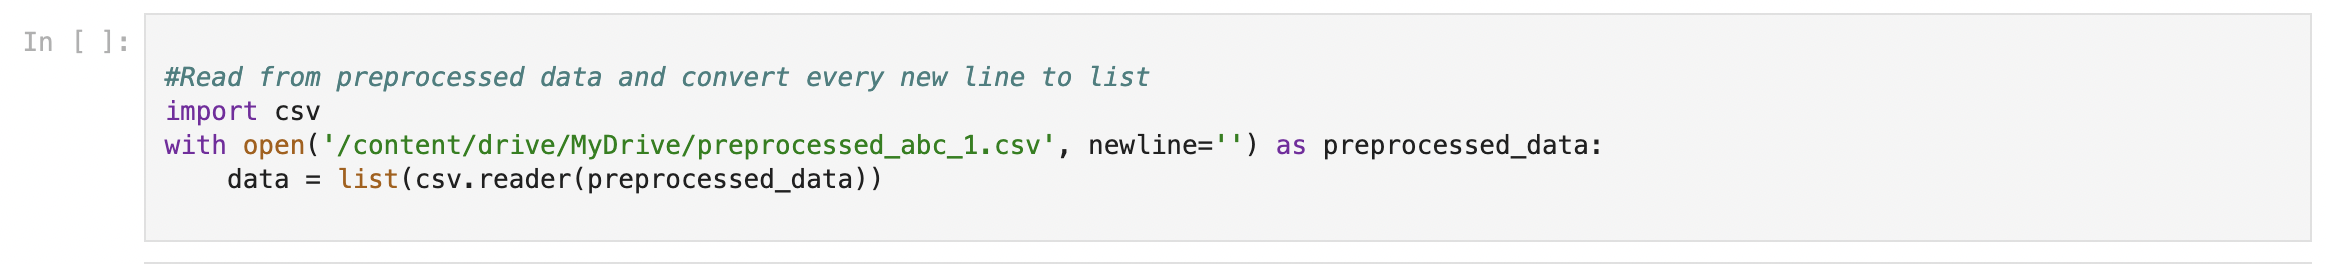 In [ ]:
#Read from preprocessed data and convert every new line to list
import csv
with open('/content/drive/MyDrive/preprocessed_abc_1.csv', newline='') as preprocessed_data:
    data = list(csv.reader(preprocessed_data))